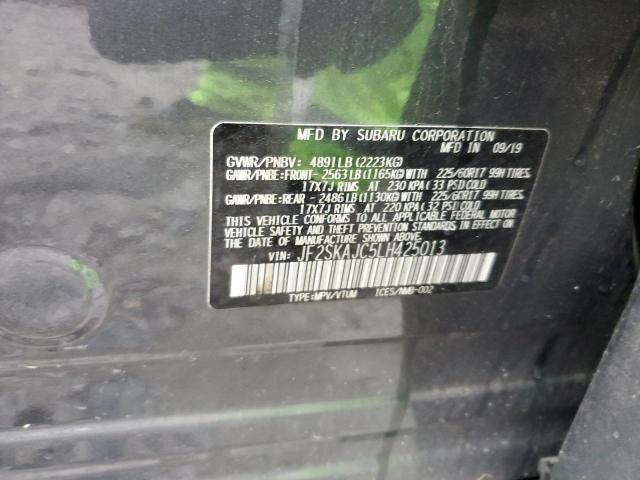 MFD BY SUBARU CORPORATION
MFD IN 09/19
GVWR/PNBV: 4891LB(2223KG)
GAWR/PNBE:FRONT-2563LB(1165KG)WITH 225/60R17 99H TIRES,
17X7J RIMS AT 230 KPA(33 PSI)COLD
GAWR/PNBE:REAR -2486LB(1130KG)WITH 225/60R17 99H TIRES,
17X7J RIMS AT 220 KPA(32 PSI)COLD
THIS VEHICLE CONFORMS TO ALL APPLICABLE FEDERAL MOTOR
VEHICLE SAFETY AND THEFT PREVENTION STANDARDS IN EFFECT ON
THE DATE OF MANUFACTURE SHOWN ABOVE.
VIN: JF2SKAJC5LH425013
TYPE:MPV/VTUM ICES/NMB-002